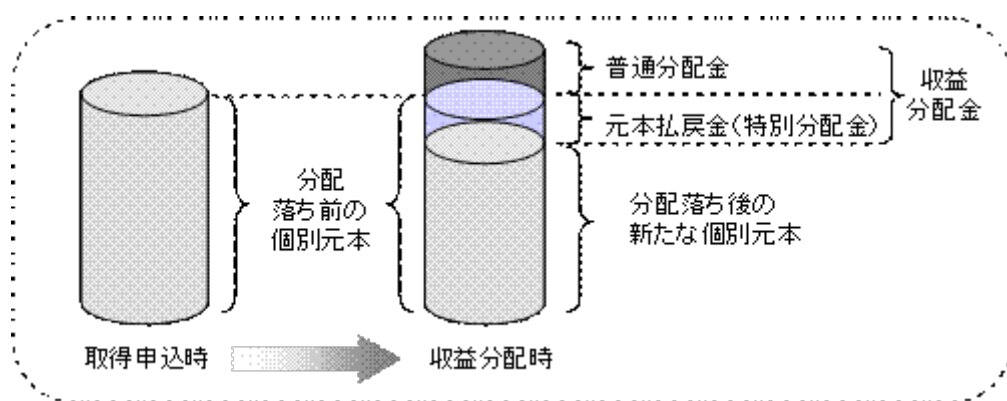 普通分配金
元本払戻金(特別分配金)
収益
分配金
分配
落ち前の
個別元本
分配落ち後の
新たな個別元本
取得申込時
収益分配時